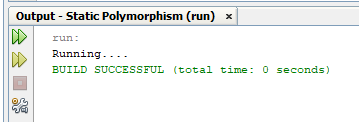 Output - Static Polymorphism (run) ×
run:
Running....
BUILD SUCCESSFUL (total time: 0 seconds)